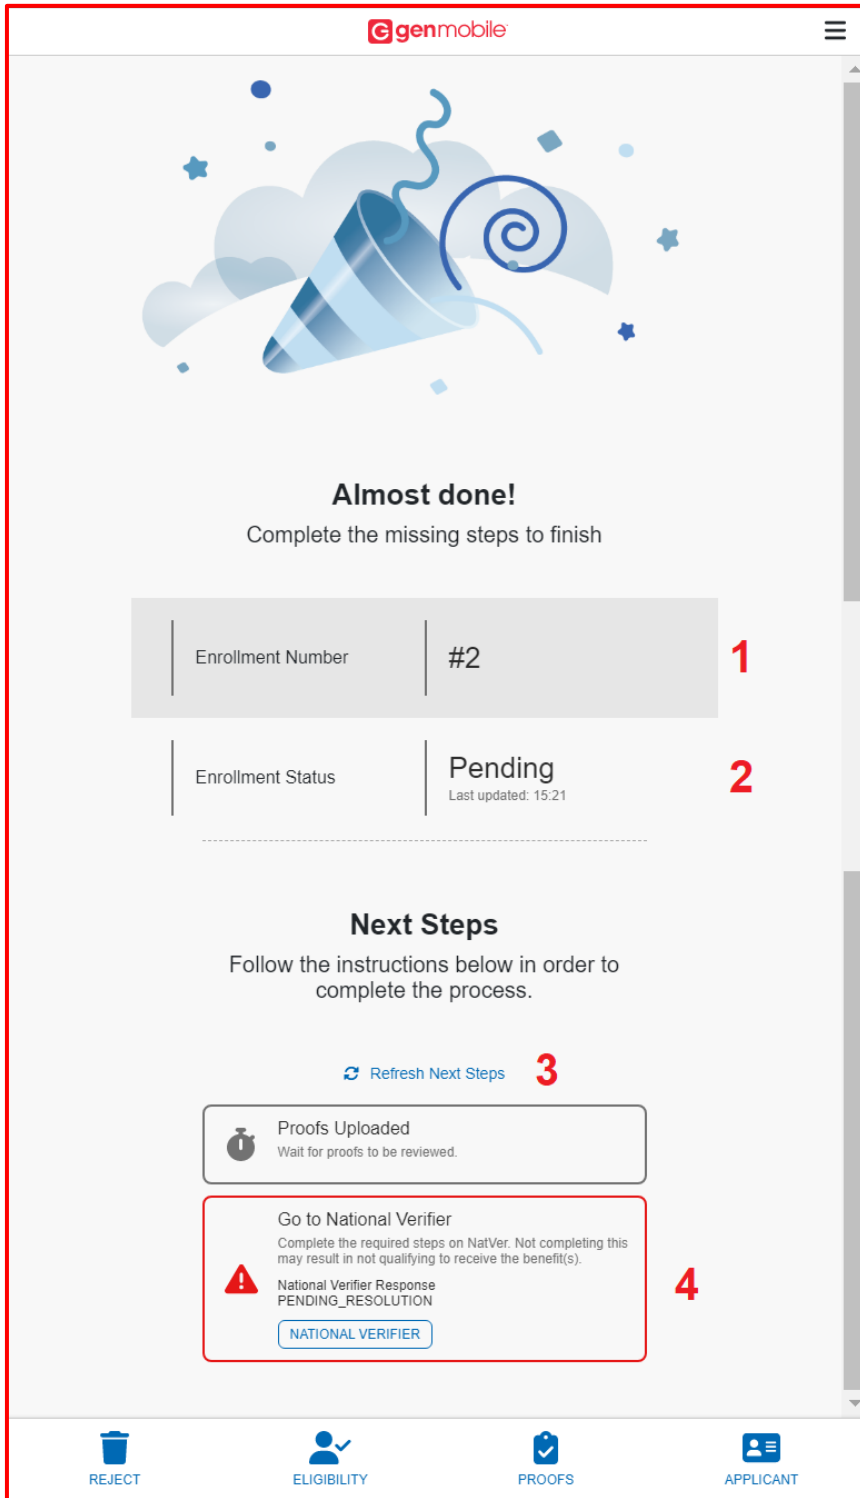 genmobile
Almost done!
Complete the missing steps to finish
Enrollment Number
#2
1
Enrollment Status
Pending
Last updated: 15:21
2
Next Steps
Follow the instructions below in order to
complete the process.
Refresh Next Steps
3
Proofs Uploaded
Wait for proofs to be reviewed.
Go to National Verifier
Complete the required steps on NatVer. Not completing this
may result in not qualifying to receive the benefit(s).
National Verifier Response
PENDING_RESOLUTION
NATIONAL VERIFIER
4
REJECT
ELIGIBILITY
PROOFS
APPLICANT